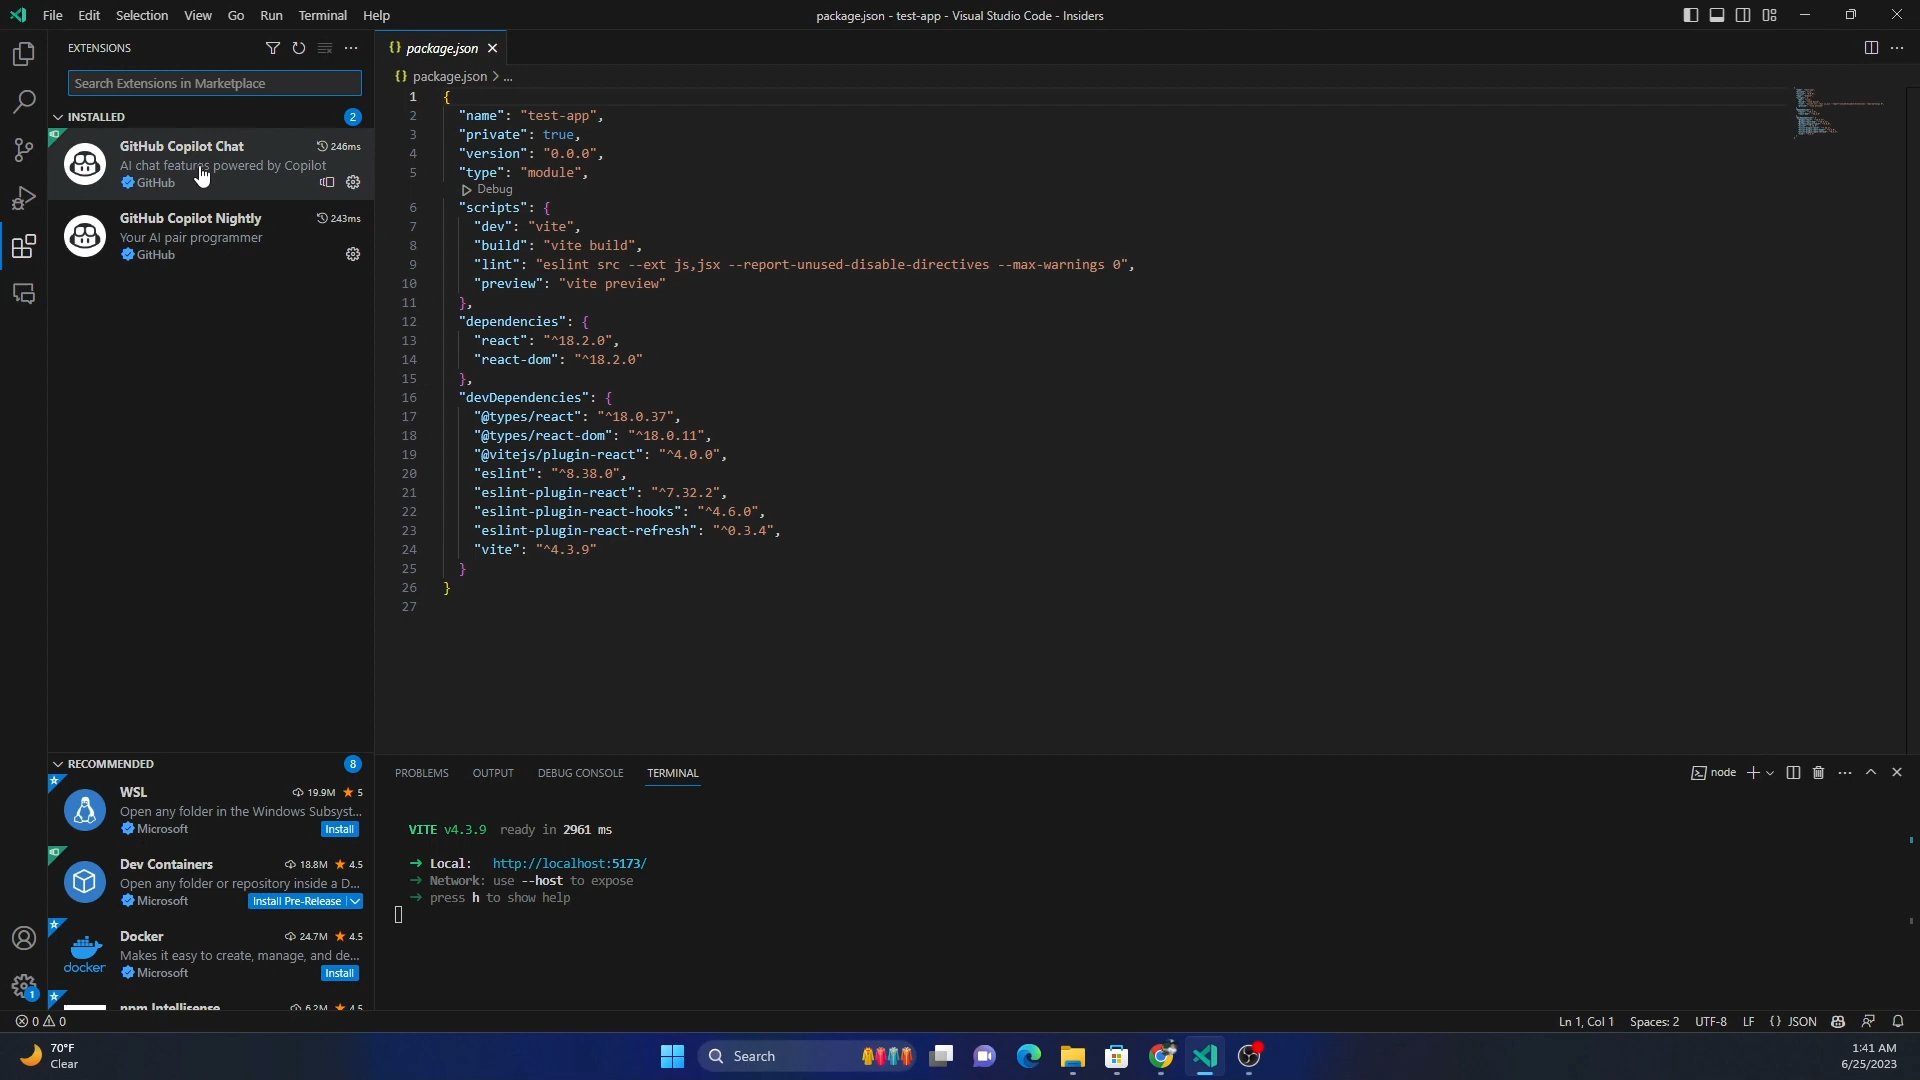 File Edit Selection View Go Run Terminal Help
package.json - test-app - Visual Studio Code - Insiders
EXTENSIONS
Search Extensions in Marketplace
INSTALLED 2
GitHub Copilot Chat 246ms
AI chat features powered by Copilot
GitHub
GitHub Copilot Nightly 243ms
Your AI pair programmer
GitHub
RECOMMENDED 8
WSL 19.9M 5
Open any folder in the Windows Subsyst...
Microsoft Install
Dev Containers 18.8M 4.5
Open any folder or repository inside a D...
Microsoft Install Pre-Release
Docker 24.7M 4.5
Makes it easy to create, manage, and de...
docker Microsoft Install
npm Intellisense 6.2M 4.5
{} package.json
{} package.json > ...
1 {
2 "name": "test-app",
3 "private": true,
4 "version": "0.0.0",
5 "type": "module",
Debug
6 "scripts": {
7 "dev": "vite",
8 "build": "vite build",
9 "lint": "eslint src --ext js,jsx --report-unused-disable-directives --max-warnings 0",
10 "preview": "vite preview"
11 },
12 "dependencies": {
13 "react": "^18.2.0",
14 "react-dom": "^18.2.0"
15 },
16 "devDependencies": {
17 "@types/react": "^18.0.37",
18 "@types/react-dom": "^18.0.11",
19 "@vitejs/plugin-react": "^4.0.0",
20 "eslint": "^8.38.0",
21 "eslint-plugin-react": "^7.32.2",
22 "eslint-plugin-react-hooks": "^4.6.0",
23 "eslint-plugin-react-refresh": "^0.3.4",
24 "vite": "^4.3.9"
25 }
26 }
27
PROBLEMS OUTPUT DEBUG CONSOLE TERMINAL
node
VITE v4.3.9 ready in 2961 ms
→ Local: http://localhost:5173/
→ Network: use --host to expose
→ press h to show help
1
0 0
Ln 1, Col 1 Spaces: 2 UTF-8 LF {} JSON
70°F
Clear
Search
1:41 AM
6/25/2023